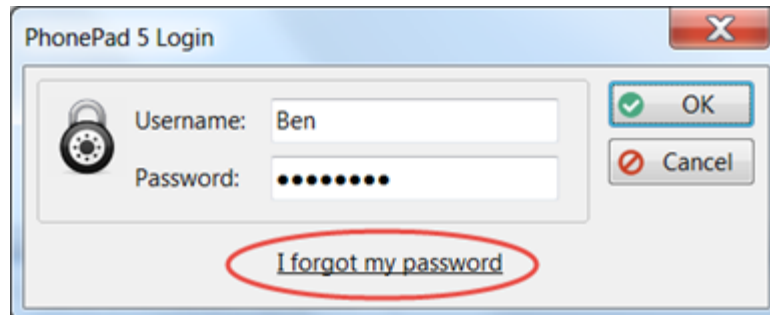 PhonePad 5 Login
Username: Ben
OK
Password: ●●●●●●●●
Cancel
I forgot my password